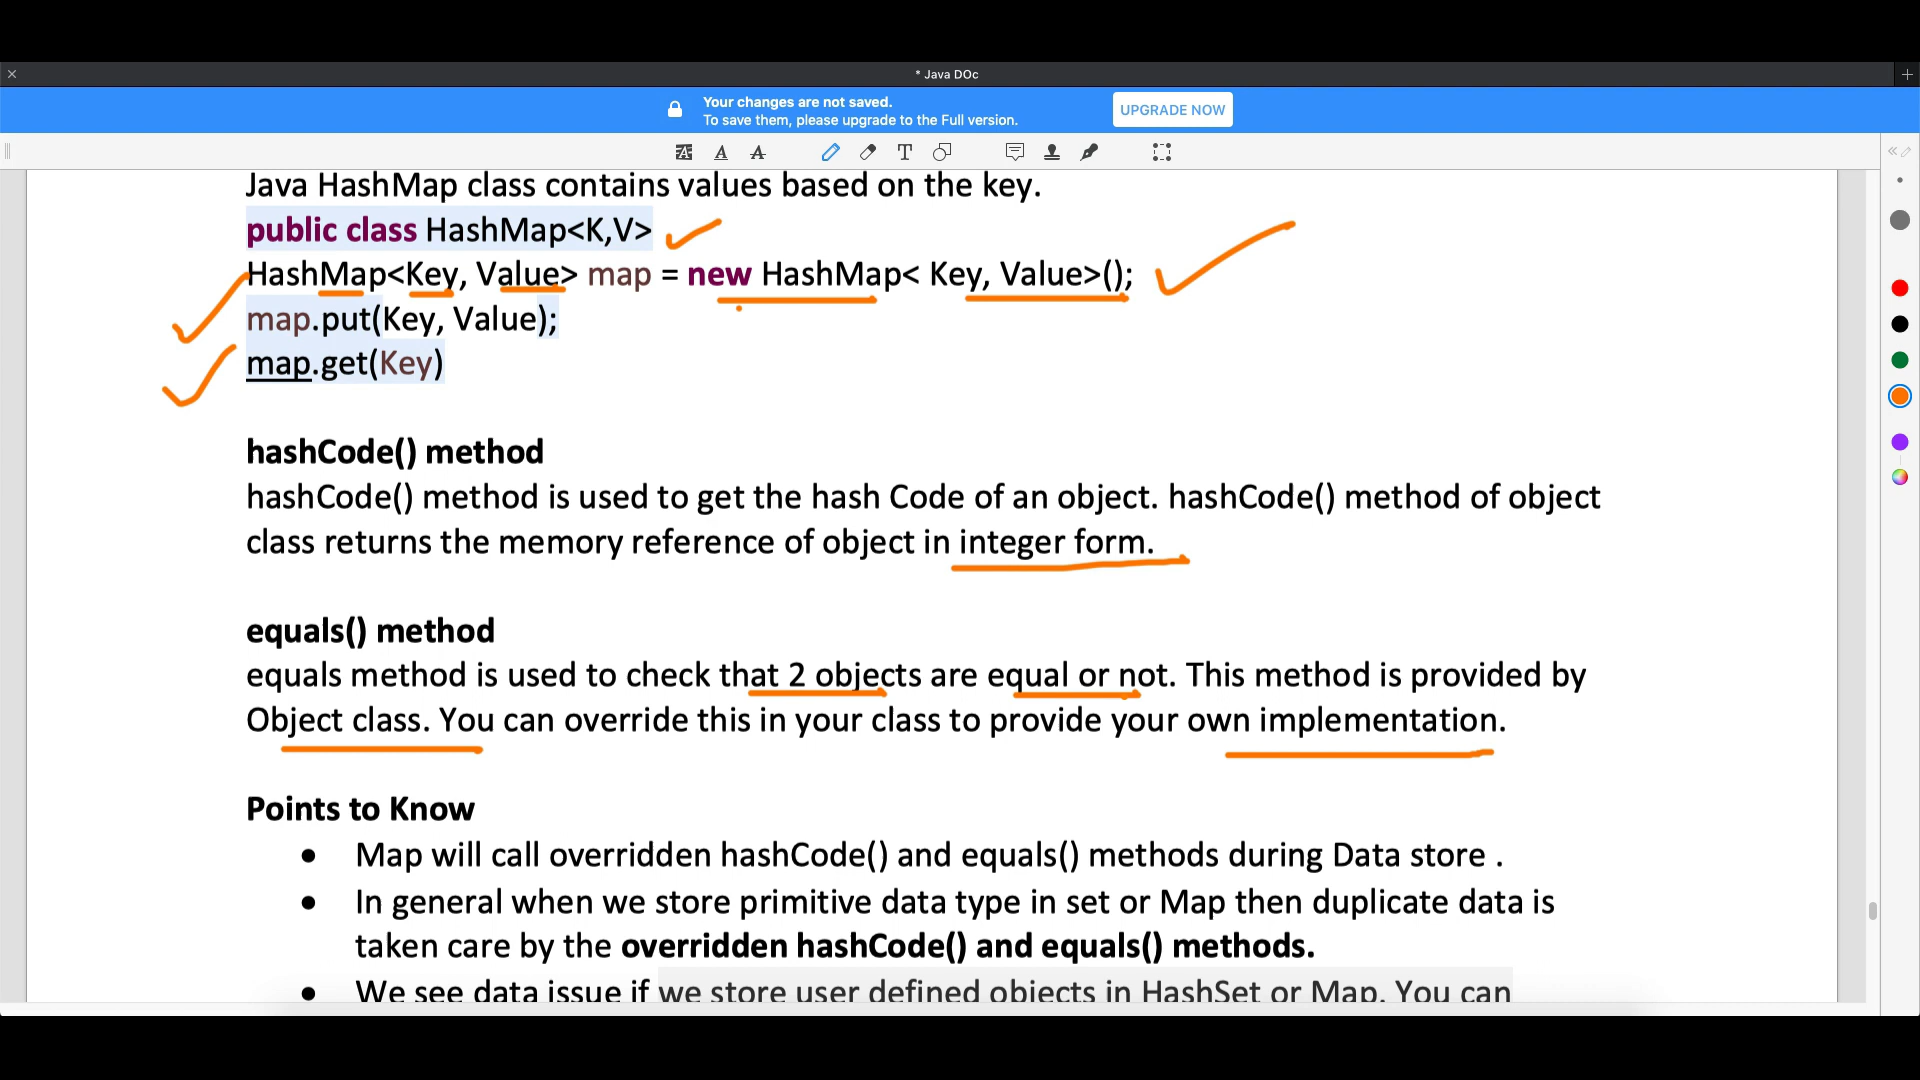 * Java DOc
Your changes are not saved.
To save them, please upgrade to the Full version.
UPGRADE NOW
Java HashMap class contains values based on the key.
public class HashMap<K,V>
HashMap<Key, Value> map = new HashMap< Key, Value>();
map.put(Key, Value);
map.get(Key)
hashCode() method
hashCode() method is used to get the hash Code of an object. hashCode() method of object
class returns the memory reference of object in integer form.
equals() method
equals method is used to check that 2 objects are equal or not. This method is provided by
Object class. You can override this in your class to provide your own implementation.
Points to Know
• Map will call overridden hashCode() and equals() methods during Data store .
• In general when we store primitive data type in set or Map then duplicate data is
taken care by the overridden hashCode() and equals() methods.
• We see data issue if we store user defined objects in HashSet or Map. You can